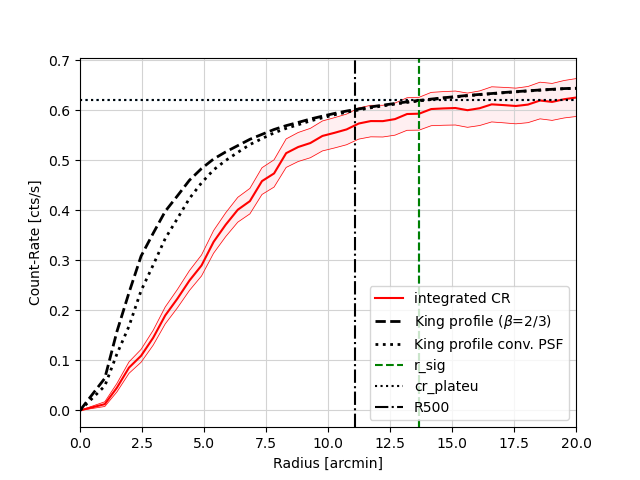 0.7
0.6
0.5
0.4
0.3
0.2
0.1
0.0
Count-Rate [cts/s]
integrated CR
King profile (β=2/3)
King profile conv. PSF
r_sig
cr_plateu
R500
0.0 2.5 5.0 7.5 10.0 12.5 15.0 17.5 20.0
Radius [arcmin]